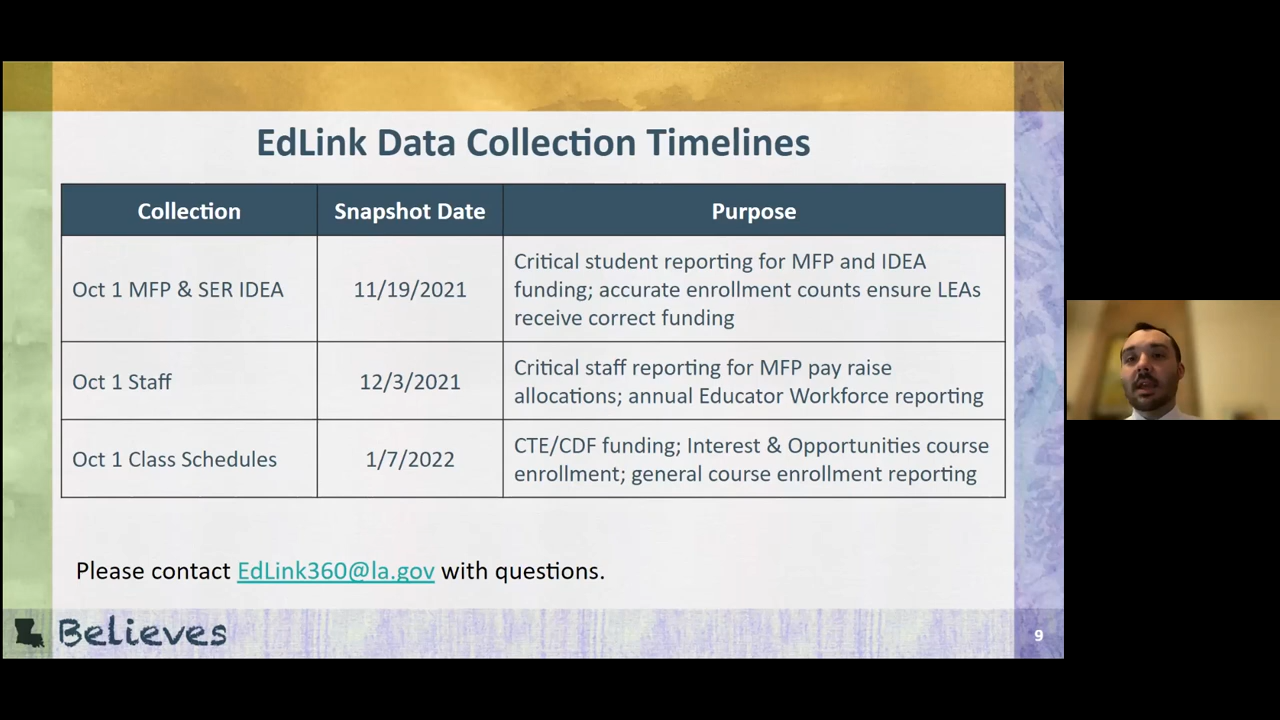 EdLink Data Collection Timelines
Collection Snapshot Date Purpose
Oct 1 MFP & SER IDEA 11/19/2021
Critical student reporting for MFP and IDEA
funding; accurate enrollment counts ensure LEAs
receive correct funding
Oct 1 Staff 12/3/2021
Critical staff reporting for MFP pay raise
allocations; annual Educator Workforce reporting
Oct 1 Class Schedules 1/7/2022
CTE/CDF funding; Interest & Opportunities course
enrollment; general course enrollment reporting
Please contact EdLink360@la.gov with questions.
Believes
9